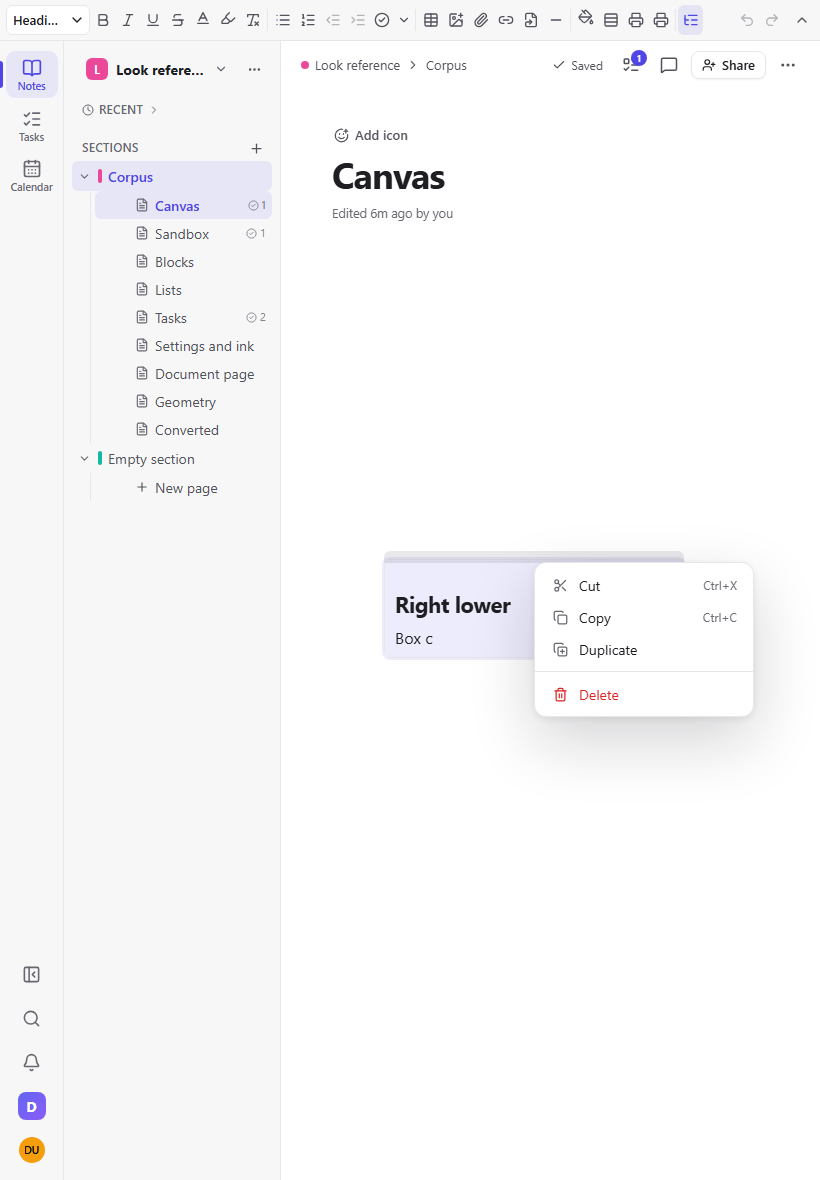 Headi...
Notes
Tasks
Calendar
L Look refere...
RECENT
SECTIONS
Corpus
Canvas 1
Sandbox 1
Blocks
Lists
Tasks 2
Settings and ink
Document page
Geometry
Converted
Empty section
New page
D
DU
Look reference Corpus
Saved
1
Share
Add icon
Canvas
Edited 6m ago by you
Right lower
Box c
Cut Ctrl+X
Copy Ctrl+C
Duplicate
Delete